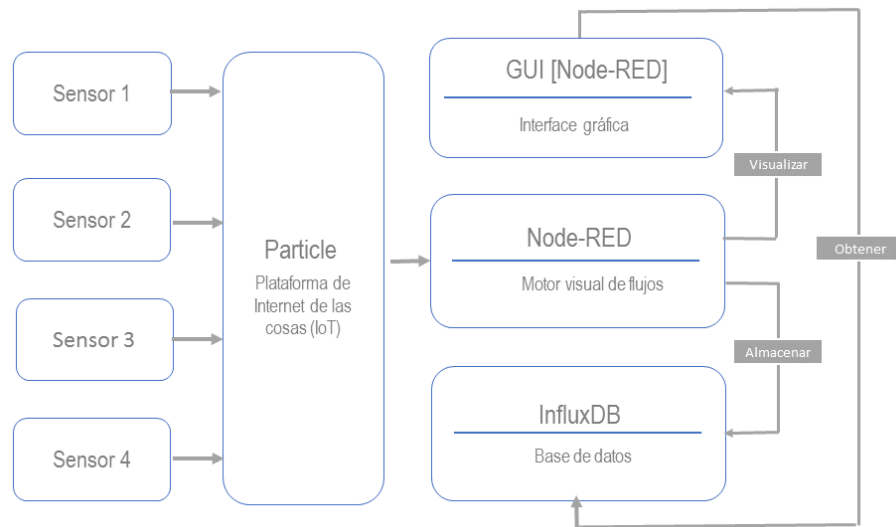 Sensor 1
Sensor 2
Sensor 3
Sensor 4
Particle
Plataforma de
Internet de las
cosas (IoT)
GUI [Node-RED]
Interface gráfica
Visualizar
Node-RED
Motor visual de flujos
Obtener
Almacenar
InfluxDB
Base de datos